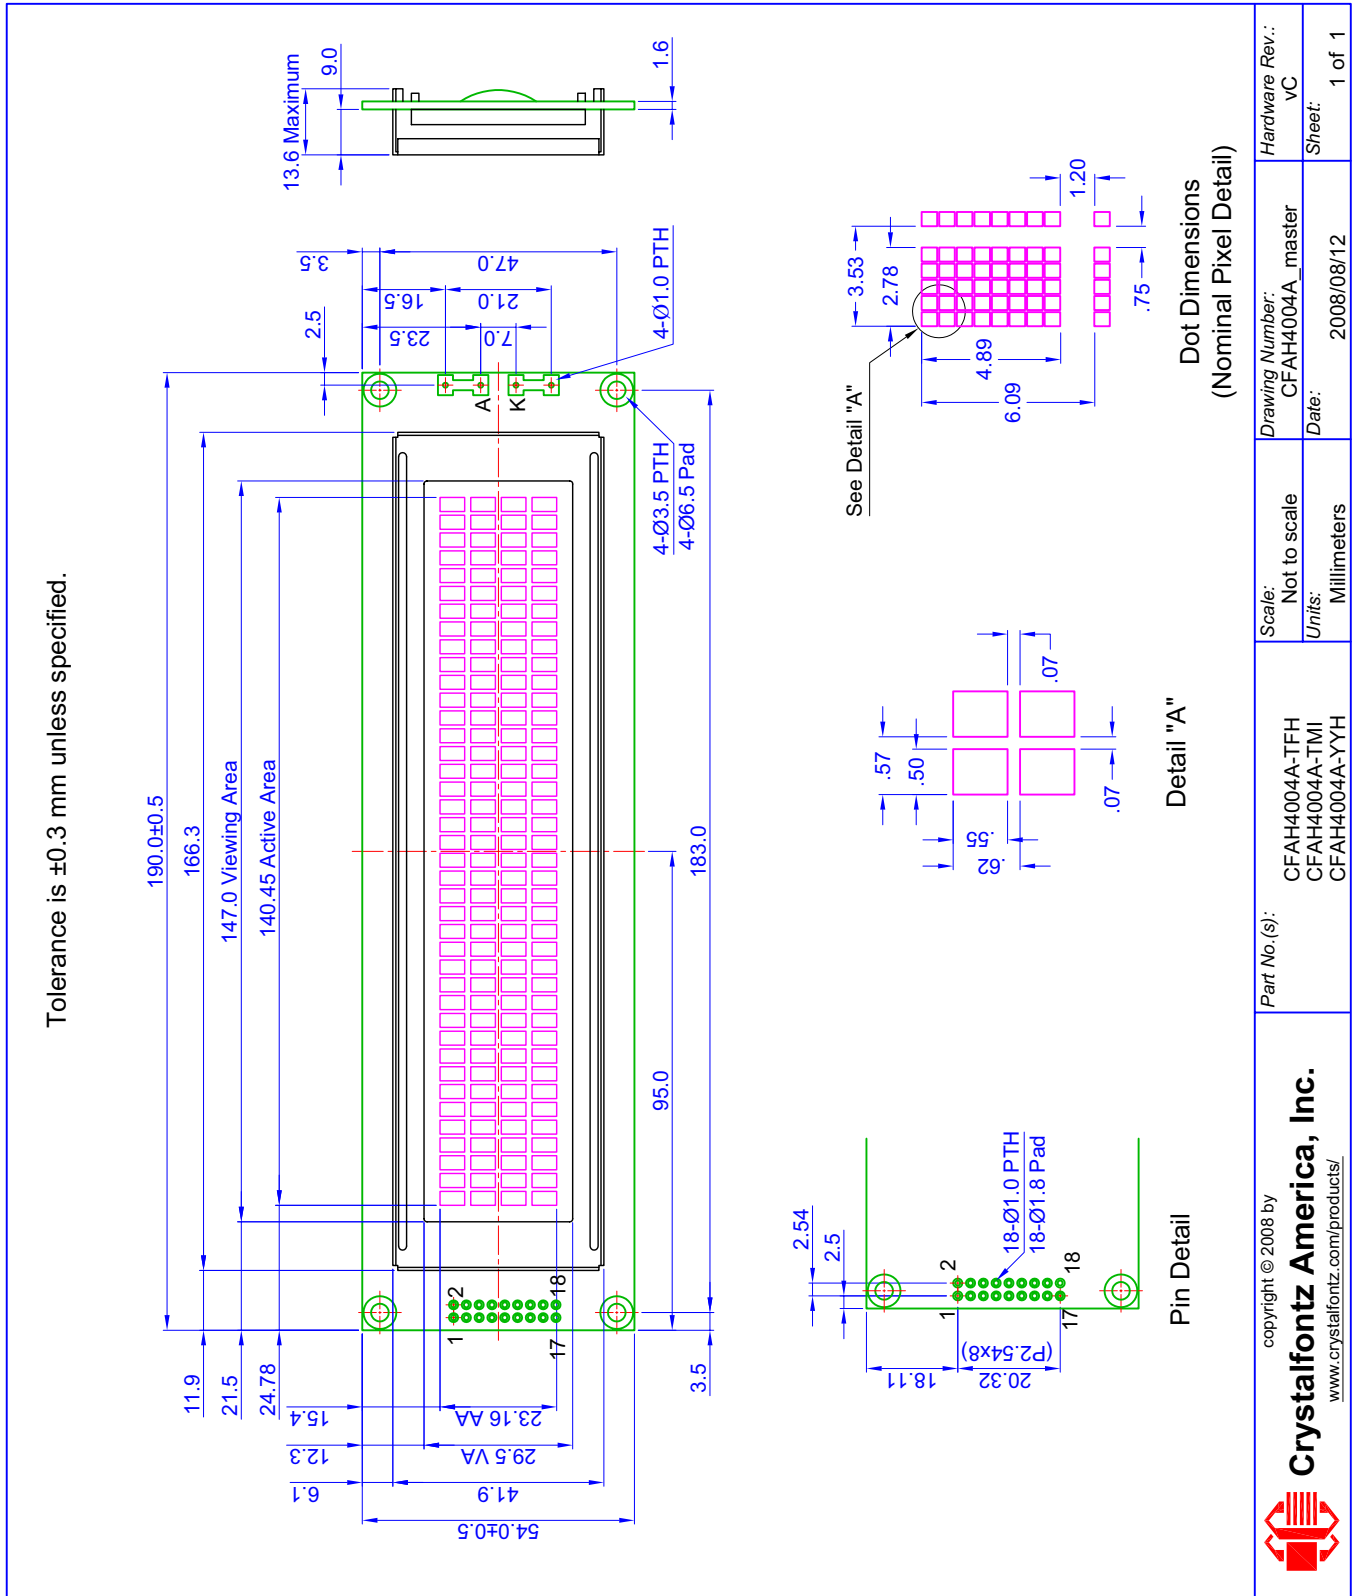 Tolerance is ±0.3 mm unless specified.
190.0±0.5
166.3
147.0 Viewing Area
140.45 Active Area
183.0
95.0
3.5
11.9
21.5
24.78
15.4
12.3
6.1
23.16 AA
29.5 VA
41.9
54.0±0.5
1
2
17
18
A
K
2.5
3.5
47.0
16.5
21.0
23.5
7.0
4-Ø1.0 PTH
4-Ø3.5 PTH
4-Ø6.5 Pad
13.6 Maximum
9.0
1.6
2.54
2.5
1
2
17
18
18-Ø1.0 PTH
18-Ø1.8 Pad
18.11
20.32
(P2.54x8)
Pin Detail
.57
.50
.55
.62
.07
.07
Detail "A"
See Detail "A"
3.53
2.78
4.89
6.09
1.20
.75
Dot Dimensions
(Nominal Pixel Detail)
copyright © 2008 by
Crystalfontz America, Inc.
www.crystalfontz.com/products/
Part No.(s):
CFAH4004A-TFH
CFAH4004A-TMI
CFAH4004A-YYH
Scale:
Not to scale
Units:
Millimeters
Drawing Number:
CFAH4004A_master
Date:
2008/08/12
Hardware Rev.:
vC
Sheet:
1 of 1